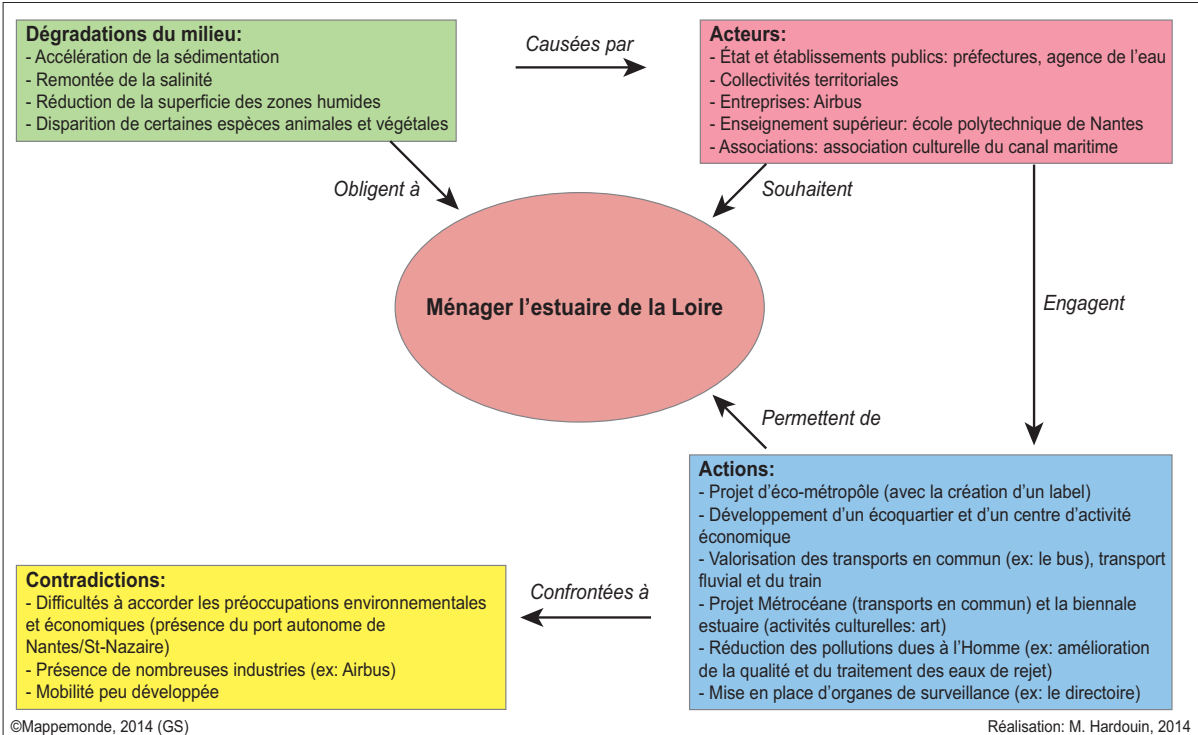 Dégradations du milieu:
- Accélération de la sédimentation
- Remontée de la salinité
- Réduction de la superficie des zones humides
- Disparition de certaines espèces animales et végétales
Causées par
Acteurs:
- État et établissements publics: préfectures, agence de l'eau
- Collectivités territoriales
- Entreprises: Airbus
- Enseignement supérieur: école polytechnique de Nantes
- Associations: association culturelle du canal maritime
Obligent à
Souhaitent
Ménager l'estuaire de la Loire
Engagent
Permettent de
Actions:
- Projet d'éco-métropôle (avec la création d'un label)
- Développement d'un écoquartier et d'un centre d'activité
économique
- Valorisation des transports en commun (ex: le bus), transport
fluvial et du train
- Projet Métrocéane (transports en commun) et la biennale
estuaire (activités culturelles: art)
- Réduction des pollutions dues à l'Homme (ex: amélioration
de la qualité et du traitement des eaux de rejet)
- Mise en place d'organes de surveillance (ex: le directoire)
Confrontées à
Contradictions:
- Difficultés à accorder les préoccupations environnementales
et économiques (présence du port autonome de
Nantes/St-Nazaire)
- Présence de nombreuses industries (ex: Airbus)
- Mobilité peu développée
©Mappemonde, 2014 (GS)
Réalisation: M. Hardouin, 2014